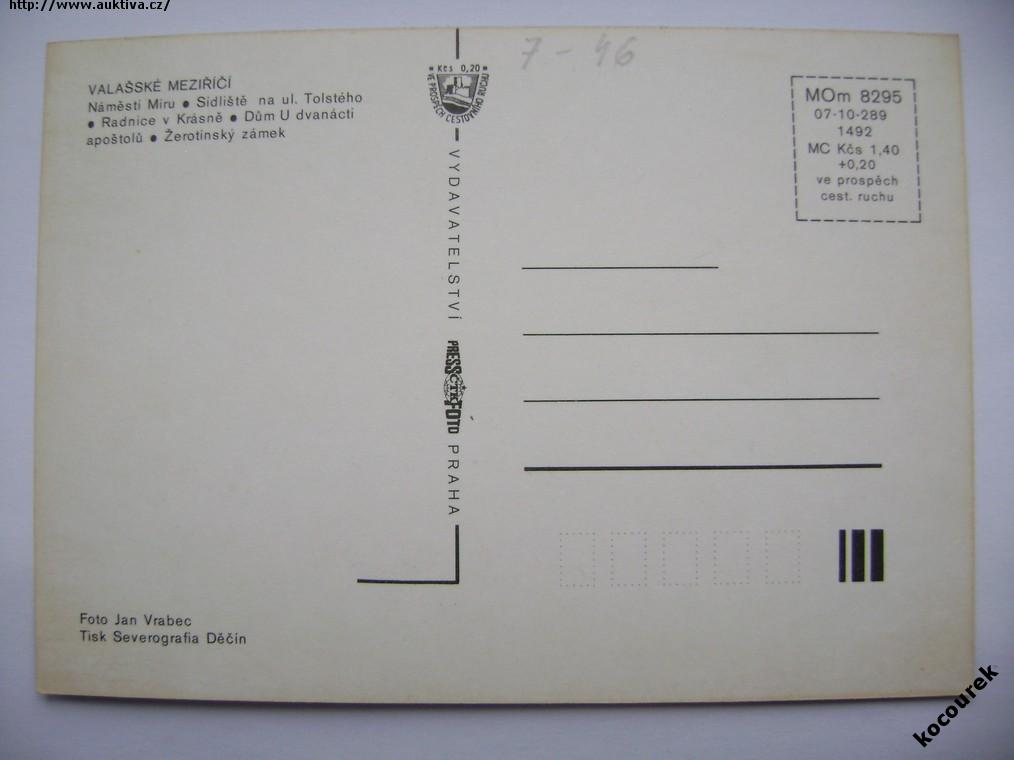 http://www.auktiva.cz/
7-46
VALAŠSKÉ MEZIŘÍČÍ
Náměstí Míru ● Sídliště na ul. Tolstého
● Radnice v Krásně ● Dům U dvanácti
apoštolů ● Žerotínský zámek
* Kčs 0,20 *
VE PROSPĚCH CESTOVNÍHO RUCHU
MOm 8295
07-10-289
1492
MC Kčs 1,40
+0,20
ve prospěch
cest. ruchu
VYDAVATELSTVÍ PRESSFOTO ČTK PRAHA
Foto Jan Vrabec
Tisk Severografia Děčín
kocourek